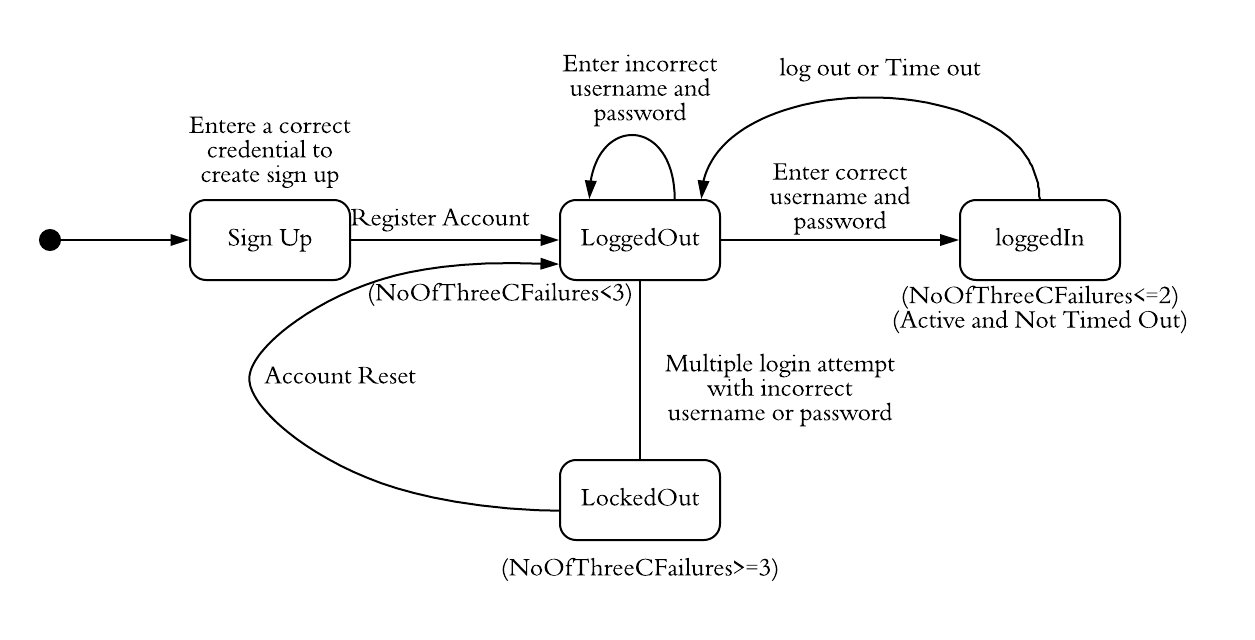 Enter incorrect
username and
password
log out or Time out
Entere a correct
credential to
create sign up
Enter correct
username and
password
Register Account
Sign Up
LoggedOut
loggedIn
(NoOfThreeCFailures<3)
(NoOfThreeCFailures<=2)
(Active and Not Timed Out)
Account Reset
Multiple login attempt
with incorrect
username or password
LockedOut
(NoOfThreeCFailures>=3)